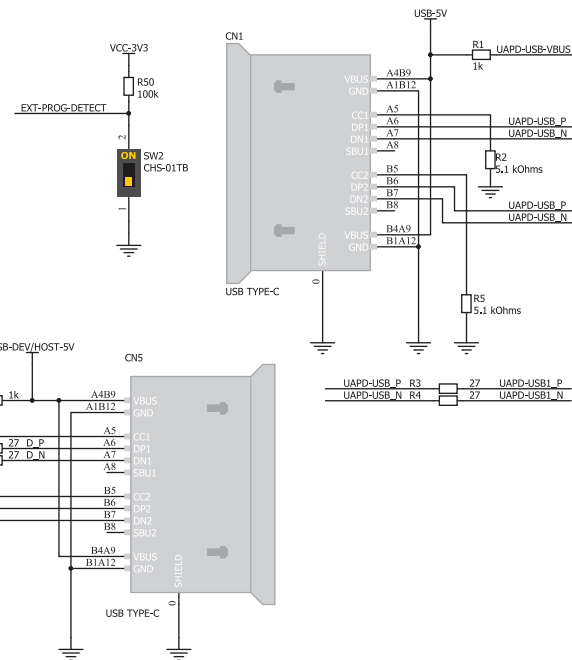 USB-5V
CN1
VCC-3V3
R1
UAPD-USB-VBUS
1k
R50
100k
EXT-PROG-DETECT
2
ON
SW2
CHS-01TB
1
VBUS A4B9
GND A1B12
CC1 A5
DP1 A6 UAPD-USB_P
DN1 A7 UAPD-USB_N
SBU1 A8
R2
5.1 kOhms
CC2 B5
DP2 B6
DN2 B7
SBU2 B8
UAPD-USB_P
UAPD-USB_N
VBUS B4A9
GND B1A12
SHIELD
0
USB TYPE-C
R5
5.1 kOhms
SB-DEV/HOST-5V
CN5
1k
A4B9 VBUS
A1B12 GND
A5 CC1
27 D_P A6 DP1
27 D_N A7 DN1
A8 SBU1
B5 CC2
B6 DP2
B7 DN2
B8 SBU2
B4A9 VBUS
B1A12 GND
SHIELD
0
USB TYPE-C
UAPD-USB_P R3 27 UAPD-USB1_P
UAPD-USB_N R4 27 UAPD-USB1_N